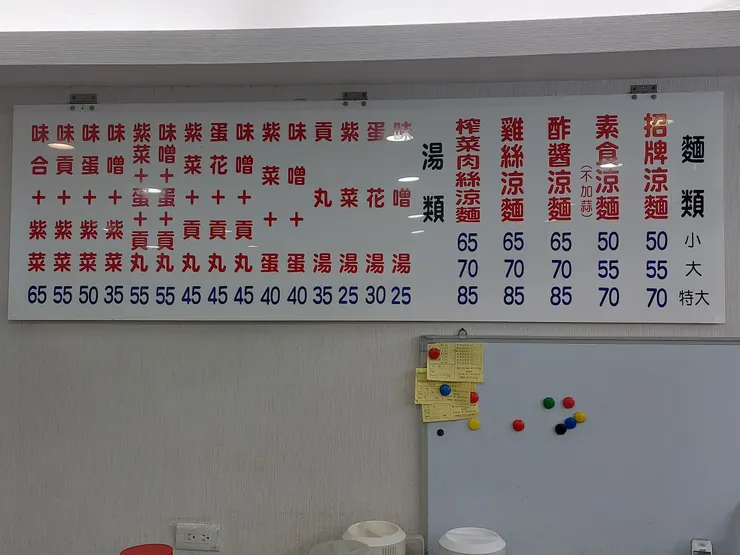 麵類 小 大 特大
招牌涼麵 50 55 70
素食涼麵(不加蒜) 50 55 70
酢醬涼麵 65 70 85
雞絲涼麵 65 70 85
榨菜肉絲涼麵 65 70 85
湯類
味噌湯 25
蛋花湯 30
紫菜湯 25
貢丸湯 35
味噌+蛋 40
紫菜+蛋 40
味噌+貢丸 45
蛋花+貢丸 45
紫菜+貢丸 45
味噌+蛋+貢丸 55
紫菜+蛋+貢丸 55
味噌+紫菜 35
味蛋+紫菜 50
味貢+紫菜 55
味合+紫菜 65